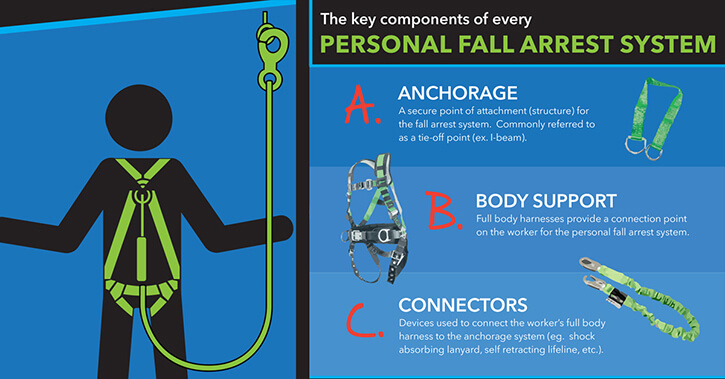 The key components of every
PERSONAL FALL ARREST SYSTEM
A. ANCHORAGE
A secure point of attachment (structure) for
the fall arrest system. Commonly referred to
as a tie-off point (ex. I-beam).
B. BODY SUPPORT
Full body harnesses provide a connection point
on the worker for the personal fall arrest system.
C. CONNECTORS
Devices used to connect the worker's full body
harness to the anchorage system (eg. shock
absorbing lanyard, self retracting lifeline, etc.).